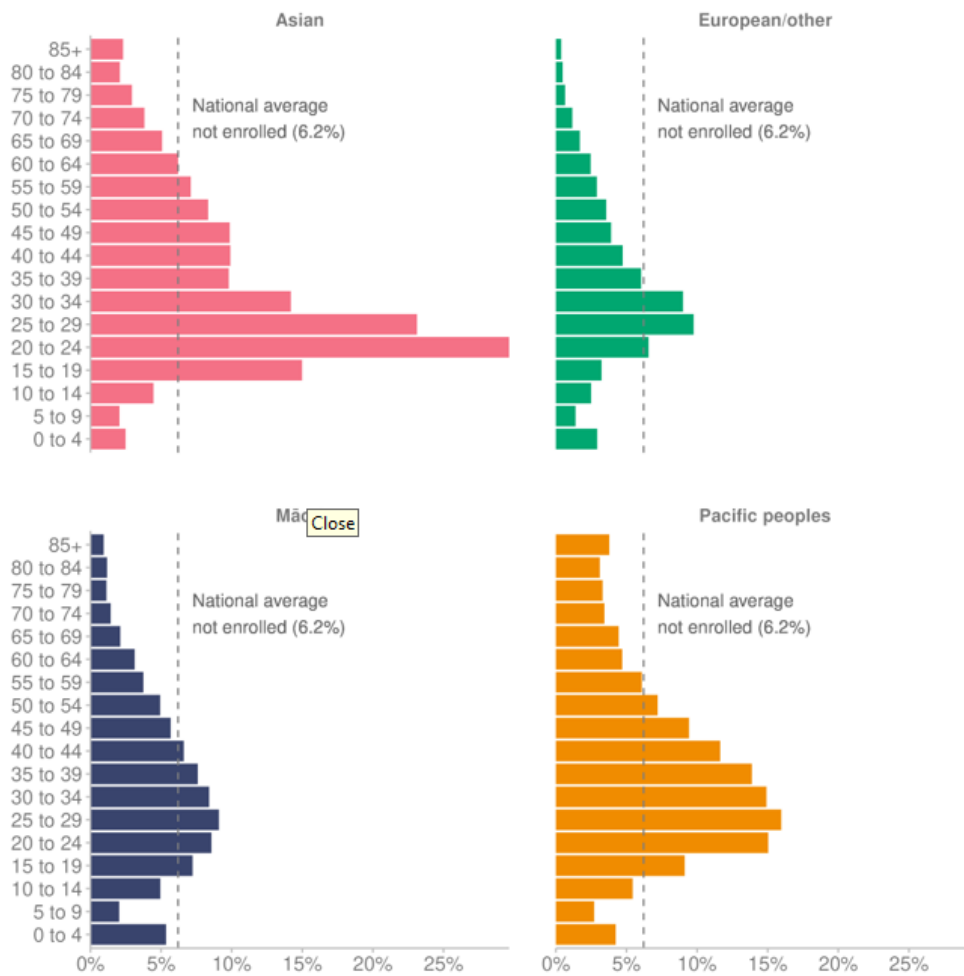 Asian
85+
80 to 84
75 to 79
70 to 74
65 to 69
60 to 64
55 to 59
50 to 54
45 to 49
40 to 44
35 to 39
30 to 34
25 to 29
20 to 24
15 to 19
10 to 14
5 to 9
0 to 4
National average
not enrolled (6.2%)
European/other
National average
not enrolled (6.2%)
Close
85+
80 to 84
75 to 79
70 to 74
65 to 69
60 to 64
55 to 59
50 to 54
45 to 49
40 to 44
35 to 39
30 to 34
25 to 29
20 to 24
15 to 19
10 to 14
5 to 9
0 to 4
National average
not enrolled (6.2%)
0% 5% 10% 15% 20% 25%
Pacific peoples
National average
not enrolled (6.2%)
0% 5% 10% 15% 20% 25%